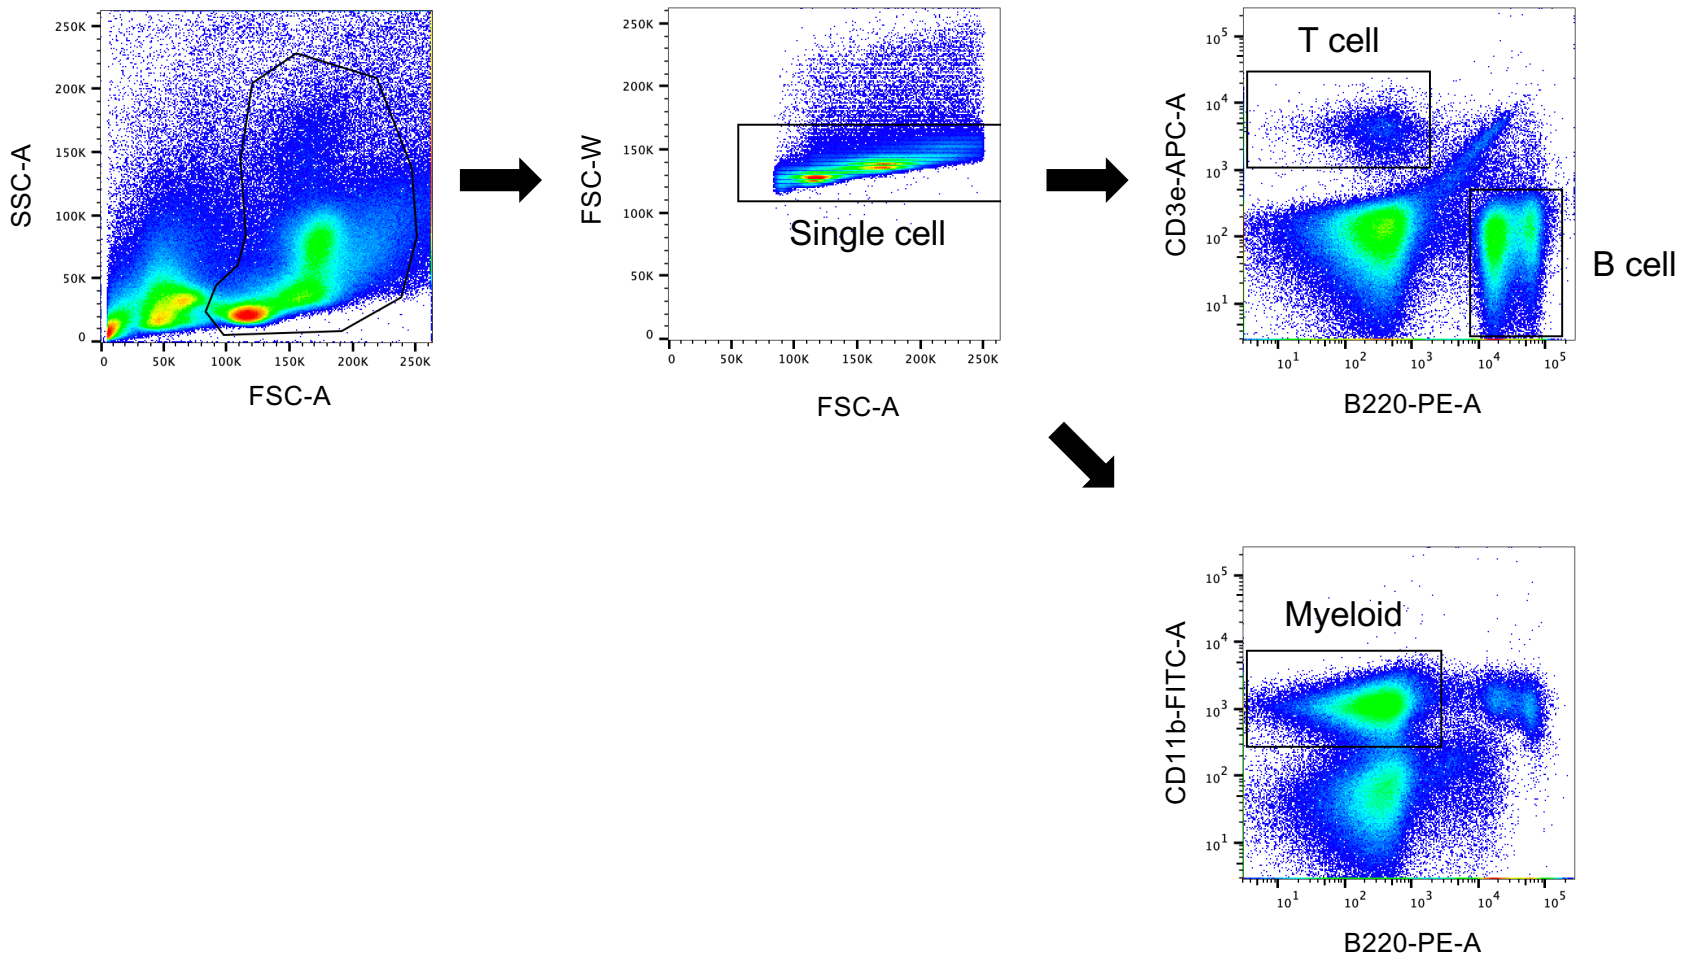 250K
200K
150K
100K
50K
0
SSC-A
0 50K 100K 150K 200K 250K
FSC-A
250K
200K
150K
100K
50K
0
FSC-W
Single cell
0 50K 100K 150K 200K 250K
FSC-A
10^5
10^4
10^3
10^2
10^1
CD3e-APC-A
T cell
B cell
10^1 10^2 10^3 10^4 10^5
B220-PE-A
10^5
10^4
10^3
10^2
10^1
CD11b-FITC-A
Myeloid
10^1 10^2 10^3 10^4 10^5
B220-PE-A